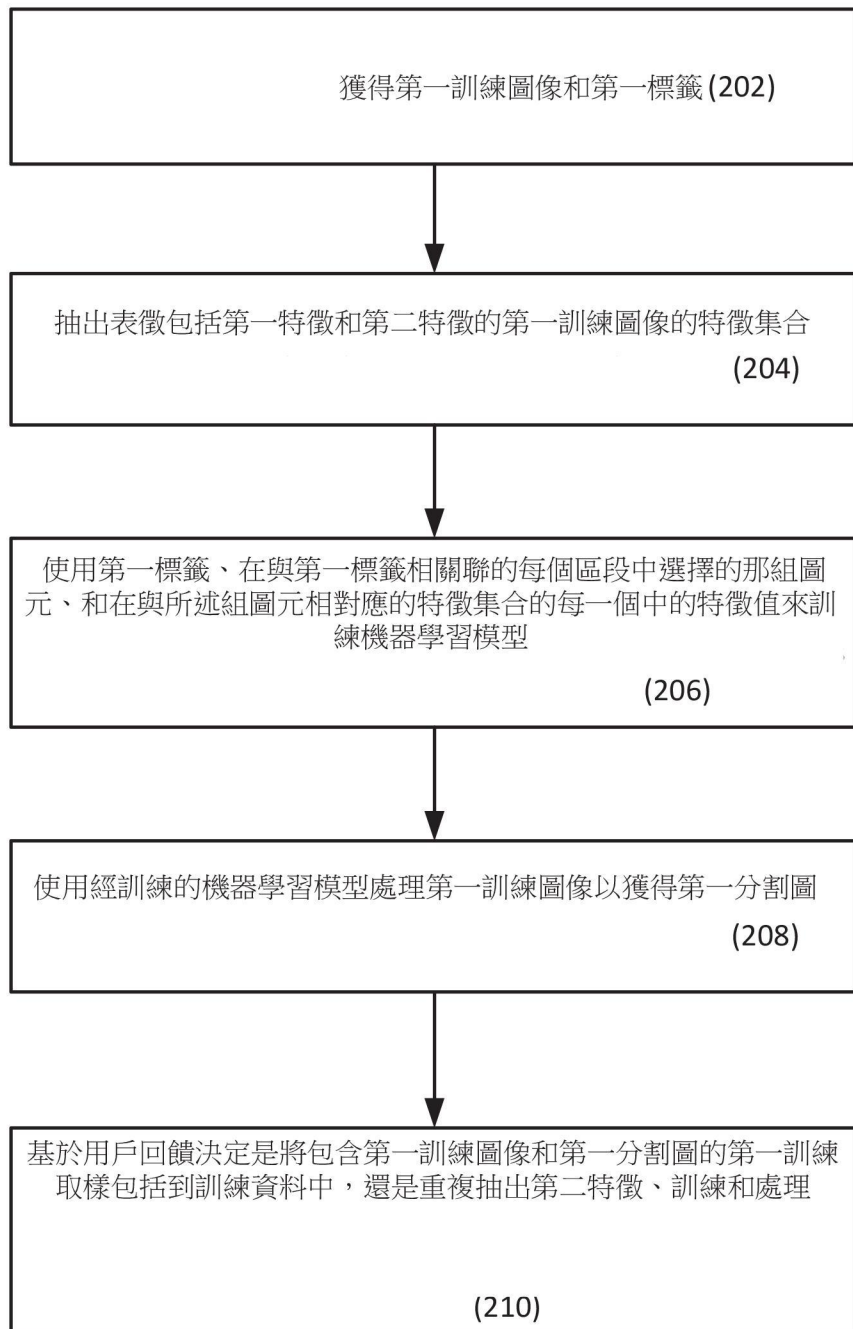 獲得第一訓練圖像和第一標籤(202)
抽出表徵包括第一特徵和第二特徵的第一訓練圖像的特徵集合
(204)
使用第一標籤、在與第一標籤相關聯的每個區段中選擇的那組圖
元、和在與所述組圖元相對應的特徵集合的每一個中的特徵值來訓
練機器學習模型
(206)
使用經訓練的機器學習模型處理第一訓練圖像以獲得第一分割圖
(208)
基於用戶回饋決定是將包含第一訓練圖像和第一分割圖的第一訓練
取樣包括到訓練資料中，還是重複抽出第二特徵、訓練和處理
(210)